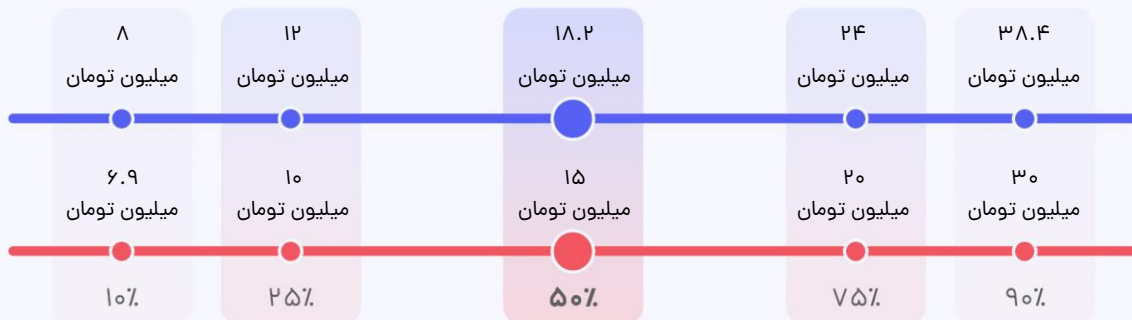 ۸
میلیون تومان
۱۲
میلیون تومان
۱۸.۲
میلیون تومان
۲۴
میلیون تومان
۳۸.۴
میلیون تومان
۶.۹
میلیون تومان
۱۰
میلیون تومان
۱۵
میلیون تومان
۲۰
میلیون تومان
۳۰
میلیون تومان
۱۰٪
۲۵٪
۵۰٪
۷۵٪
۹۰٪